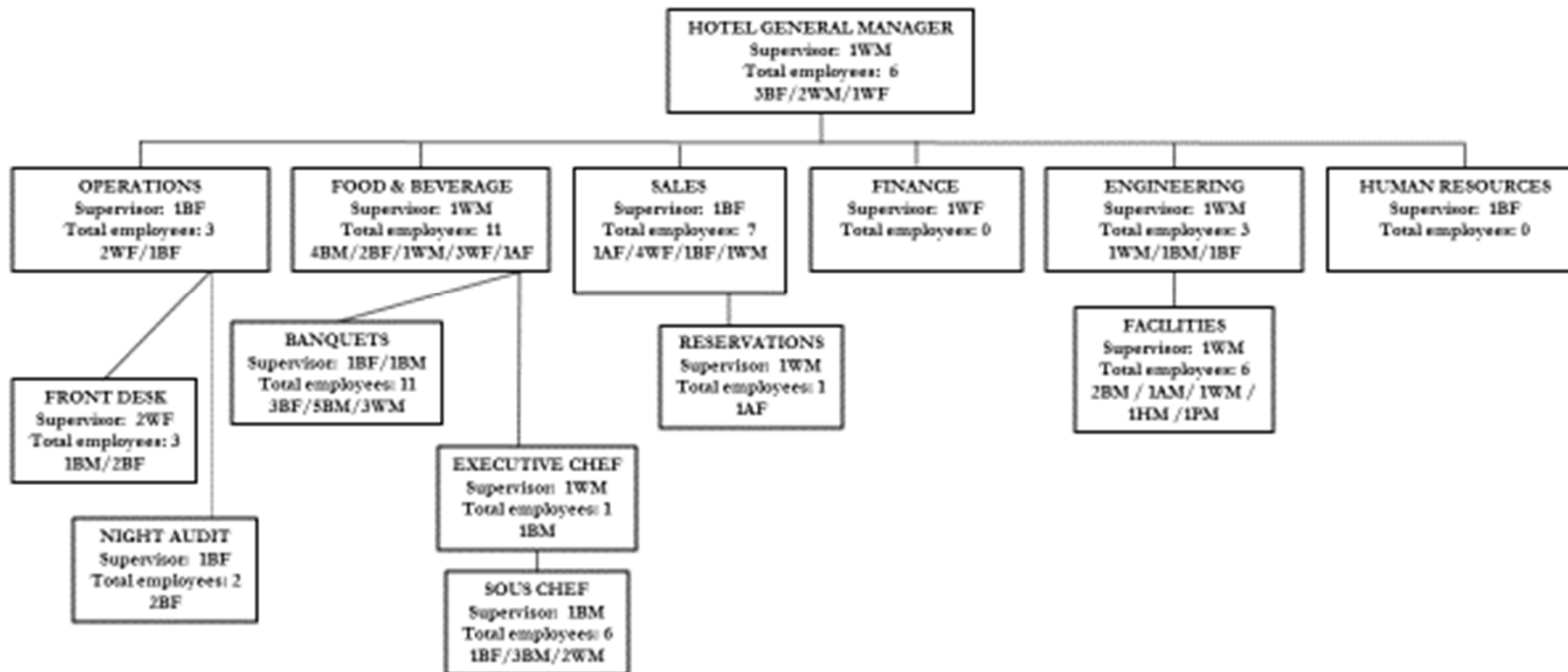 HOTEL GENERAL MANAGER
Supervisor: 1WM
Total employees: 6
3BF/2WM/1WF
OPERATIONS
Supervisor: 1BF
Total employees: 3
2WF/1BF
FOOD & BEVERAGE
Supervisor: 1WM
Total employees: 11
4BM/2BF/1WM/3WF/1AF
SALES
Supervisor: 1BF
Total employees: 7
1AF/4WF/1BF/1WM
FINANCE
Supervisor: 1WF
Total employees: 0
ENGINEERING
Supervisor: 1WM
Total employees: 3
1WM/1BM/1BF
HUMAN RESOURCES
Supervisor: 1BF
Total employees: 0
FRONT DESK
Supervisor: 2WF
Total employees: 3
1BM/2BF
BANQUETS
Supervisor: 1BF/1BM
Total employees: 11
3BF/5BM/3WM
RESERVATIONS
Supervisor: 1WM
Total employees: 1
1AF
FACILITIES
Supervisor: 1WM
Total employees: 6
2BM / 1AM/ 1WM /
1HM /1PM
NIGHT AUDIT
Supervisor: 1BF
Total employees: 2
2BF
EXECUTIVE CHEF
Supervisor: 1WM
Total employees: 1
1BM
SOUS CHEF
Supervisor: 1BM
Total employees: 6
1BF/3BM/2WM